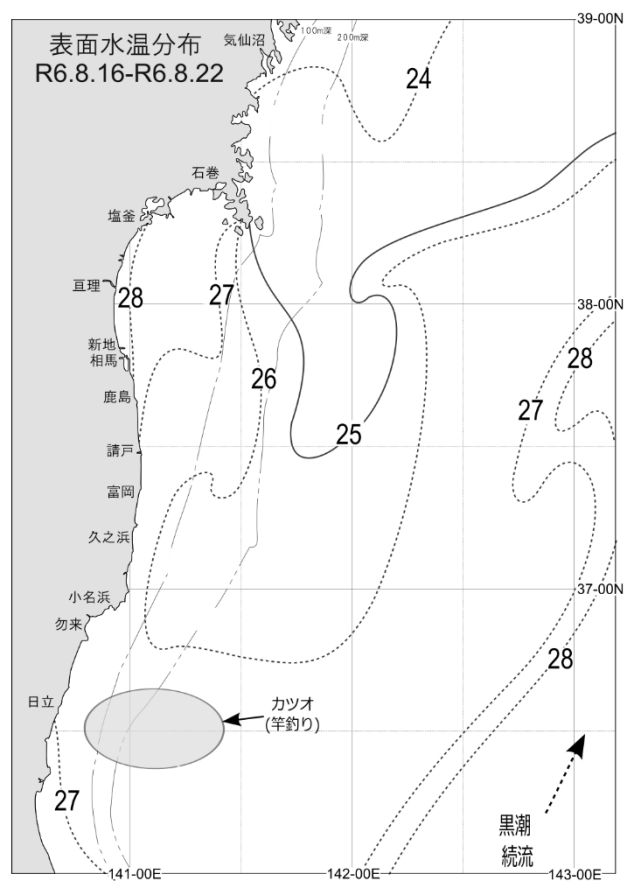 表面水温分布
R6.8.16-R6.8.22
39-00N
100m深
200m深
気仙沼
24
石巻
塩釜
亘理
28
27
38-00N
新地
相馬
28
26
鹿島
27
25
請戸
富岡
久之浜
小名浜
37-00N
勿来
28
日立
カツオ
(竿釣り)
27
黒潮
続流
141-00E
142-00E
143-00E